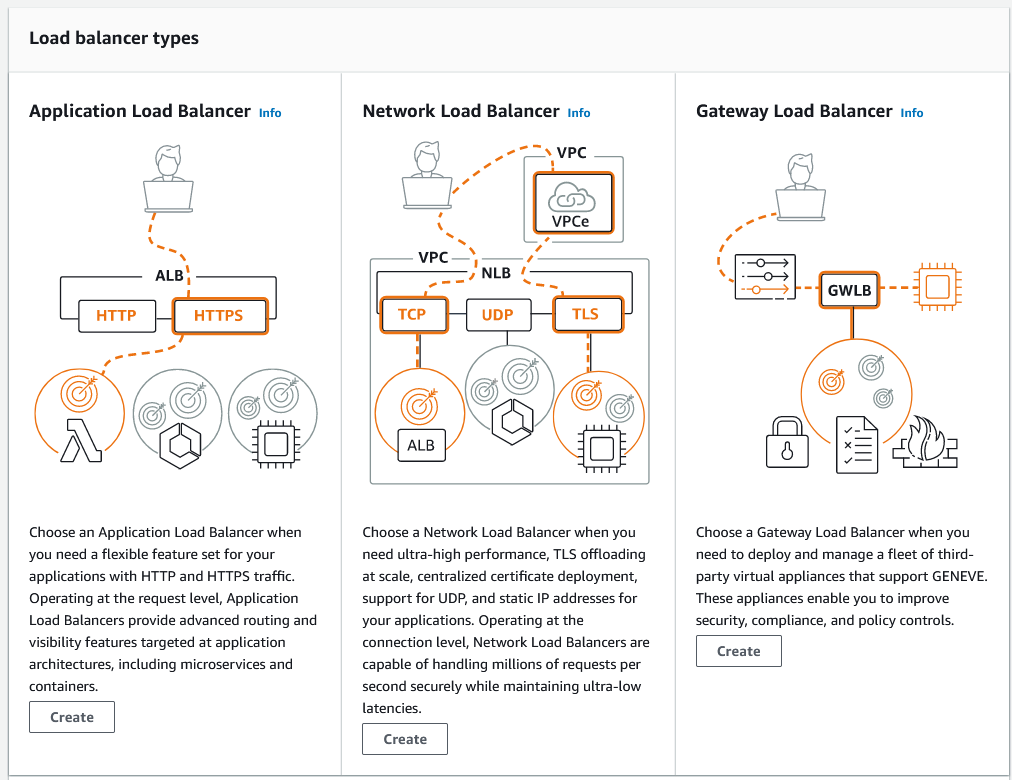 Load balancer types
Application Load Balancer Info
ALB
HTTP
HTTPS
Choose an Application Load Balancer when
you need a flexible feature set for your
applications with HTTP and HTTPS traffic.
Operating at the request level, Application
Load Balancers provide advanced routing and
visibility features targeted at application
architectures, including microservices and
containers.
Create
Network Load Balancer Info
VPC
VPCe
VPC
NLB
TCP
UDP
TLS
ALB
Choose a Network Load Balancer when you
need ultra-high performance, TLS offloading
at scale, centralized certificate deployment,
support for UDP, and static IP addresses for
your applications. Operating at the
connection level, Network Load Balancers are
capable of handling millions of requests per
second securely while maintaining ultra-low
latencies.
Create
Gateway Load Balancer Info
GWLB
Choose a Gateway Load Balancer when you
need to deploy and manage a fleet of third-
party virtual appliances that support GENEVE.
These appliances enable you to improve
security, compliance, and policy controls.
Create